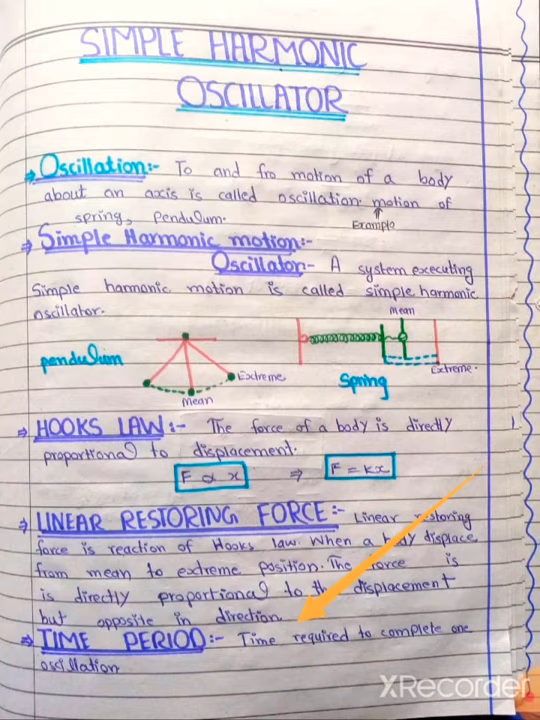 SIMPLE HARMONIC
OSCILLATOR
⇒ Oscillation:- To and fro motion of a body
about an axis is called oscillation. motion of
spring, pendulum.
Example
⇒ Simple Harmonic motion:-
Oscillator:- A system executing
Simple harmonic motion is called simple harmonic
oscillator.
Mean
pendulum
Extreme
Spring
Extreme.
Mean
⇒ HOOKS LAW:- The force of a body is directly
proportional to displacement.
F ∝ x ⇒ F = kx
⇒ LINEAR RESTORING FORCE:- Linear restoring
force is reaction of Hooks law. When a body displace
from mean to extreme position. The force is
is directly proportional to the displacement
but opposite in direction.
⇒ TIME PERIOD:- Time required to complete one
oscillation
XRecorder